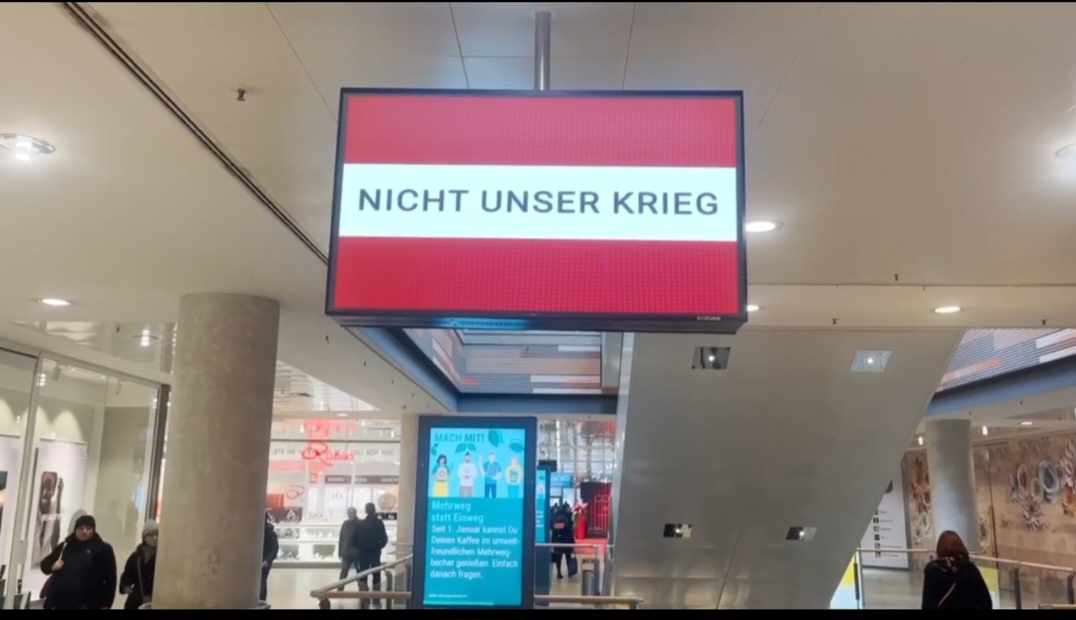 NICHT UNSER KRIEG
MACH MIT!
Mehrweg
statt Einweg
Seit 1. Januar kannst Du
Deinen Kaffee im umwelt-
freundlichen Mehrweg-
becher genießen. Einfach
danach fragen.